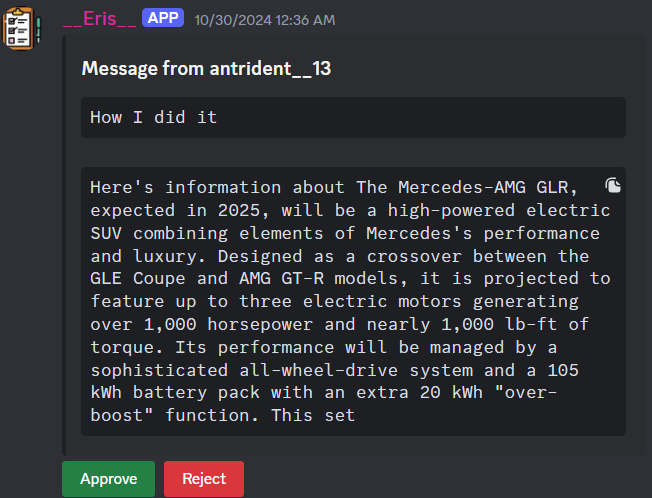 __Eris__ APP 10/30/2024 12:36 AM
Message from antrident__13
How I did it
Here's information about The Mercedes-AMG GLR,
expected in 2025, will be a high-powered electric
SUV combining elements of Mercedes's performance
and luxury. Designed as a crossover between the
GLE Coupe and AMG GT-R models, it is projected to
feature up to three electric motors generating
over 1,000 horsepower and nearly 1,000 lb-ft of
torque. Its performance will be managed by a
sophisticated all-wheel-drive system and a 105
kWh battery pack with an extra 20 kWh "over-
boost" function. This set
Approve Reject